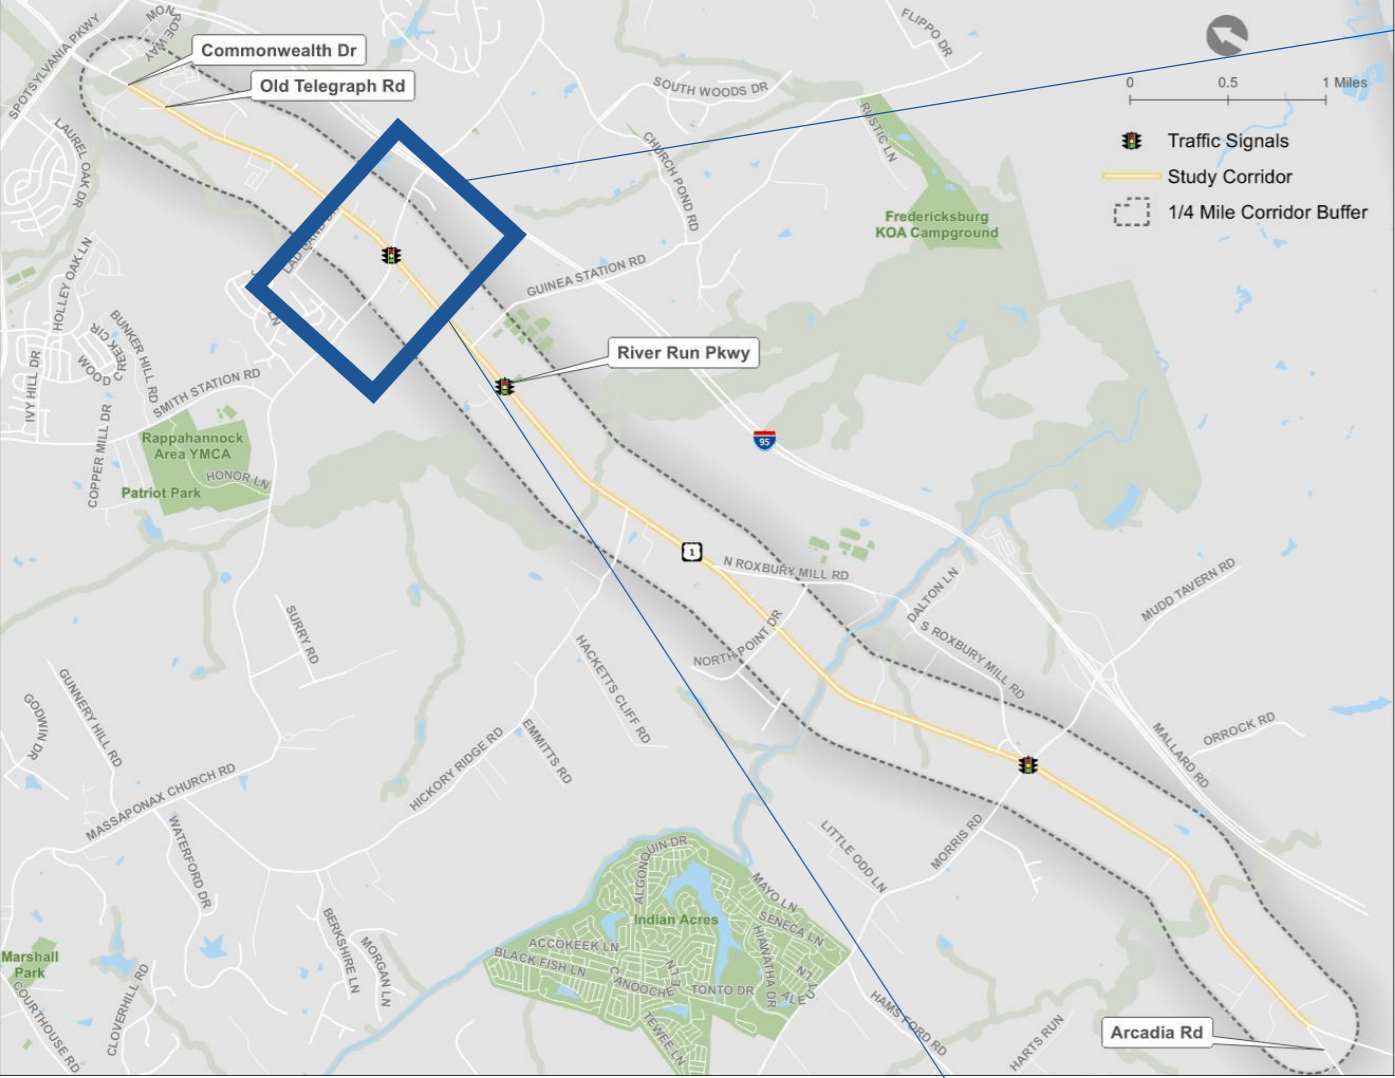 SPOTSYLVANIA PKWY
MONROE WAY
Commonwealth Dr
Old Telegraph Rd
FLIPPO DR
0 0.5 1 Miles
Traffic Signals
Study Corridor
1/4 Mile Corridor Buffer
SOUTH WOODS DR
RUSTIC LN
CHURCH POND RD
LAUREL OAK DR
Fredericksburg
KOA Campground
GUINEA STATION RD
HOLLEY OAK LN
BUNKER HILL RD
CREEK CIR
IVY HILL DR
River Run Pkwy
SMITH STATION RD
COPPER MILL DR
Rappahannock
Area YMCA
95
HONOR LN
Patriot Park
1
N ROXBURY MILL RD
DALTON LN
MUDD TAVERN RD
SURRY RD
NORTH POINT DR
S ROXBURY MILL RD
HACKETTS CLIFF RD
GUNNERY HILL RD
GODWIN DR
EMMITTS RD
HICKORY RIDGE RD
MALLARD RD
ORROCK RD
MASSAPONAX CHURCH RD
WATERFORD DR
LITTLE ODD LN
MORRIS RD
ALGONQUIN DR
MAYO LN
SENECA LN
Indian Acres
HIAWATHA DR
BERKSHIRE LN
MORGAN LN
ACCOKEEK LN
BLACK FISH LN
CANOOCHEE LN
TONTO DR
Marshall
Park
COURTHOUSE RD
CLOVERHILL RD
TEWEE LN
HAMS FORD RD
HARTS RUN
Arcadia Rd